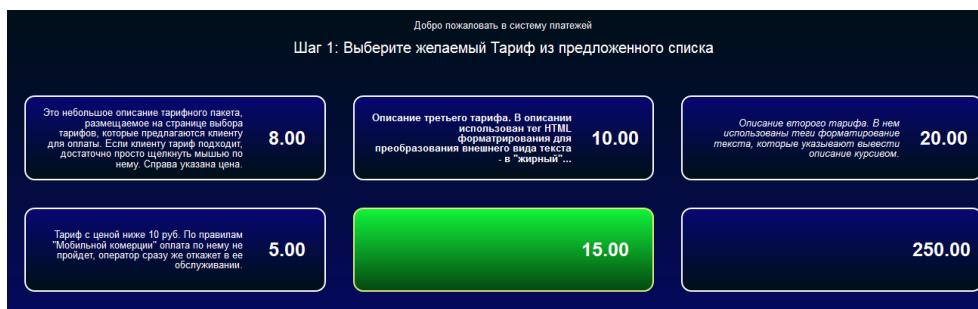 Добро пожаловать в систему платежей
Шаг 1: Выберите желаемый Тариф из предложенного списка
Это небольшое описание тарифного пакета,
размещаемое на странице выбора
тарифов, которые предлагаются клиенту
для оплаты. Если клиенту тариф подходит,
достаточно просто щелкнуть мышью по
нему. Справа указана цена.
8.00
Описание третьего тарифа. В описании
использован тег HTML
форматрирования для
преобразования внешнего вида текста
- в "жирный"...
10.00
Описание второго тарифа. В нем
использованы теги форматирование
текста, которые указывают вывести
описание курсивом.
20.00
Тариф с ценой ниже 10 руб. По правилам
"Мобильной комерции" оплата по нему не
пройдет, оператор сразу же откажет в ее
обслуживании.
5.00
15.00
250.00